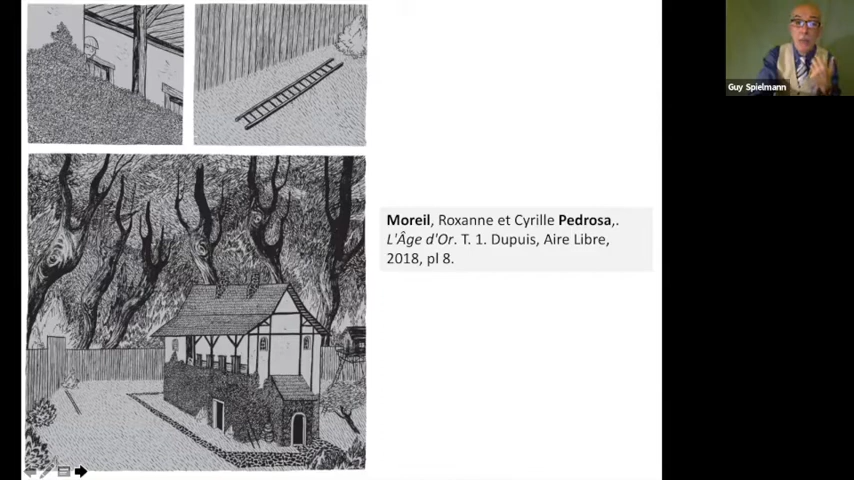 Moreil, Roxanne et Cyrille Pedrosa,.
L'Âge d'Or. T. 1. Dupuis, Aire Libre,
2018, pl 8.
Guy Spielmann